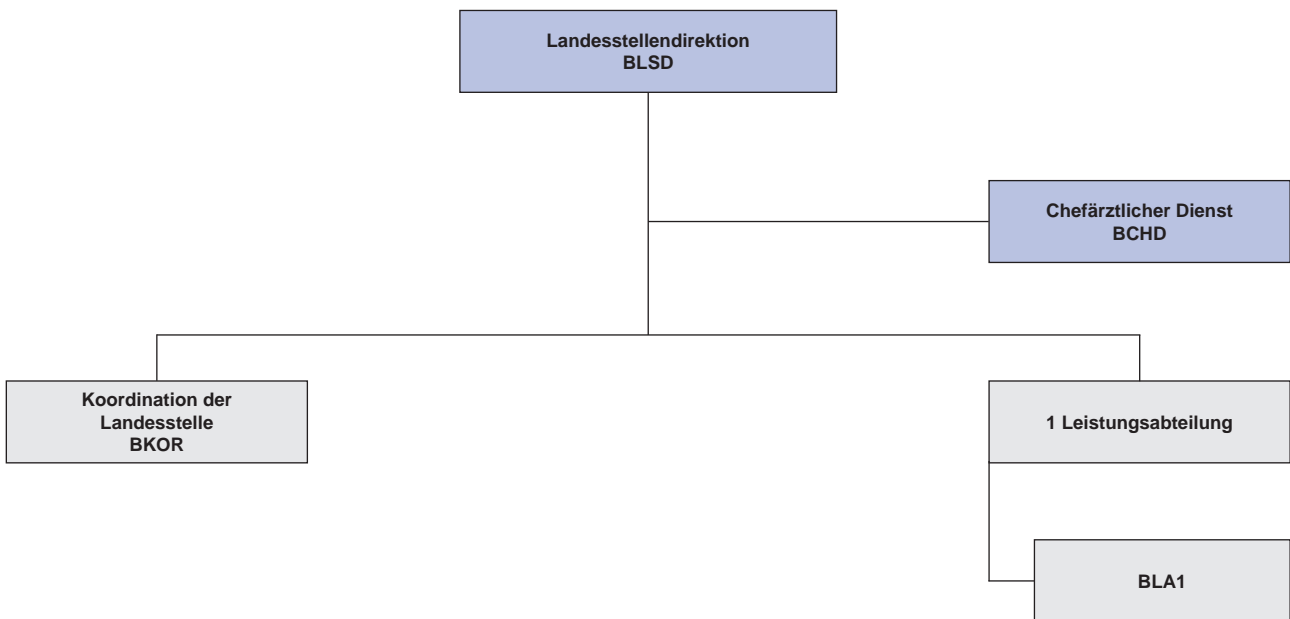 Landesstellendirektion
BLSD
Chefärztlicher Dienst
BCHD
Koordination der
Landesstelle
BKOR
1 Leistungsabteilung
BLA1